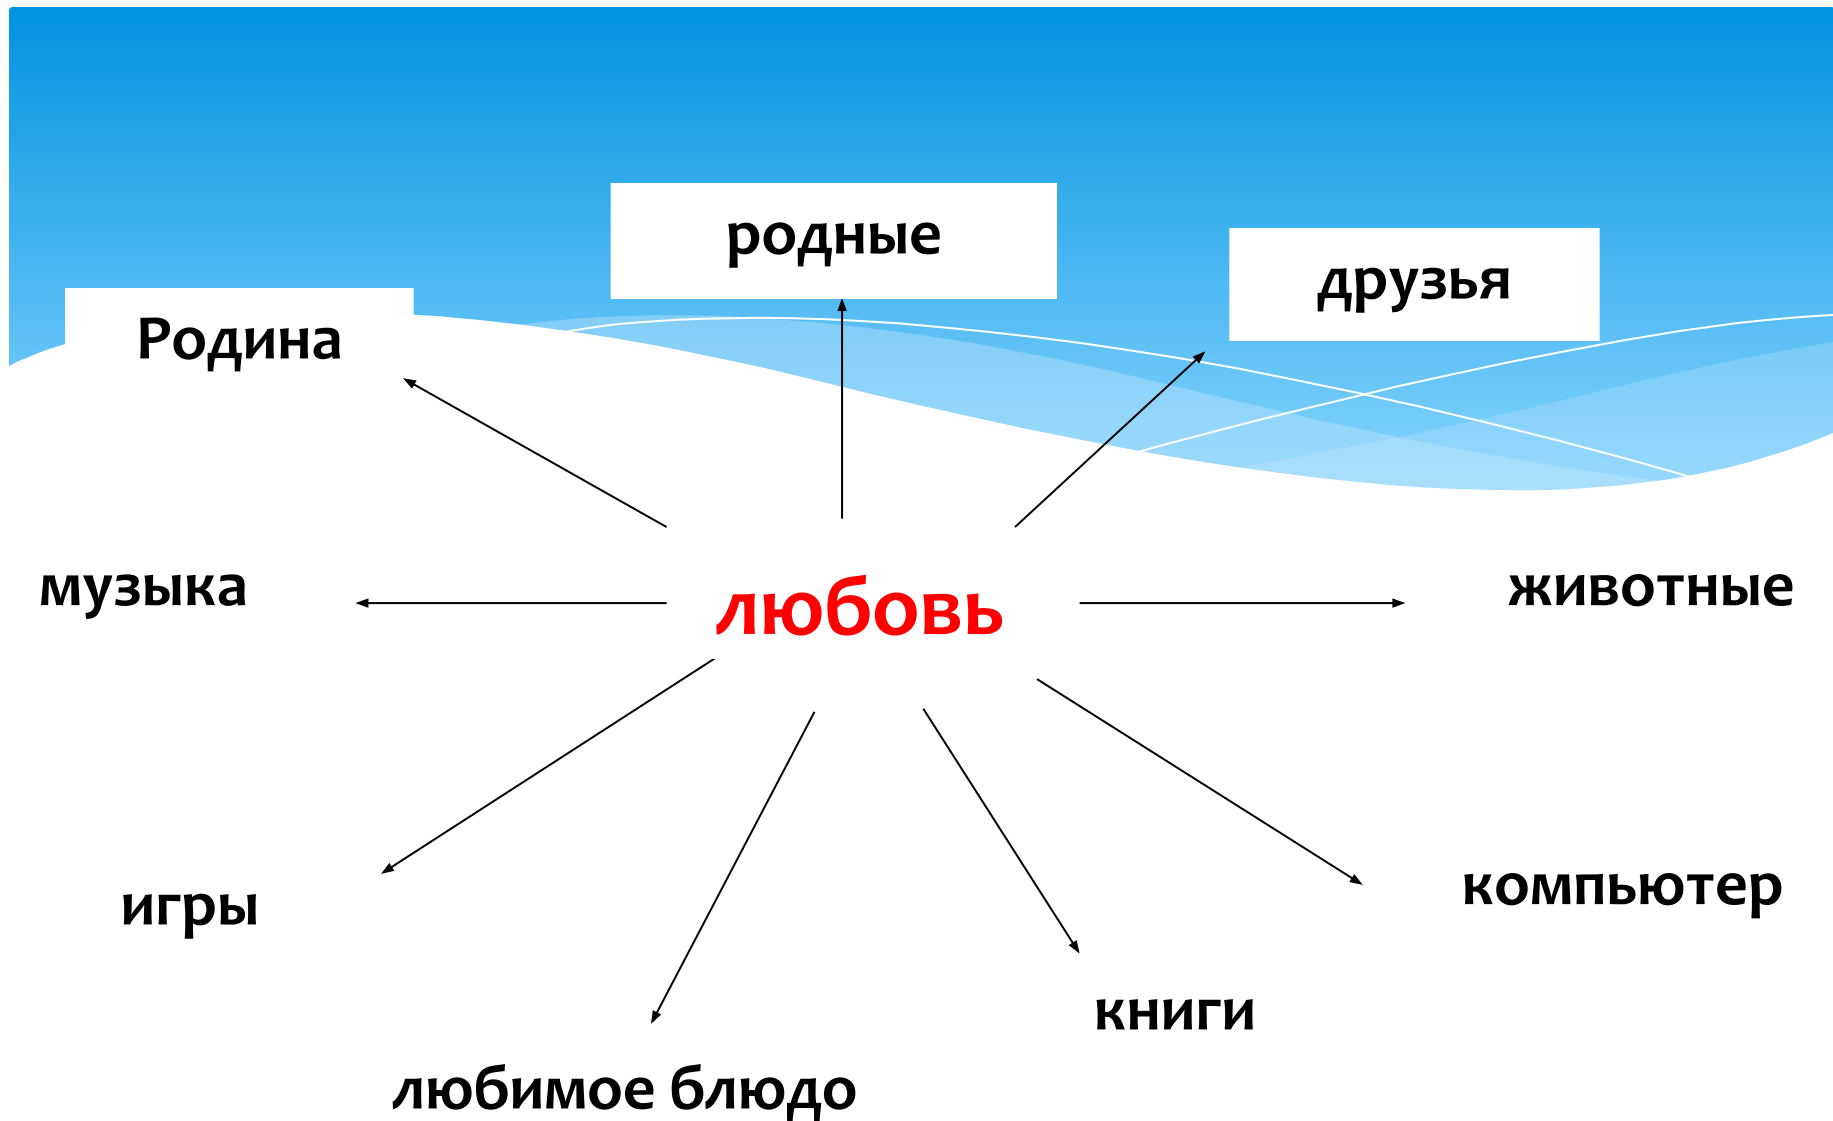 родные
друзья
Родина
музыка
любовь
животные
игры
компьютер
книги
любимое блюдо